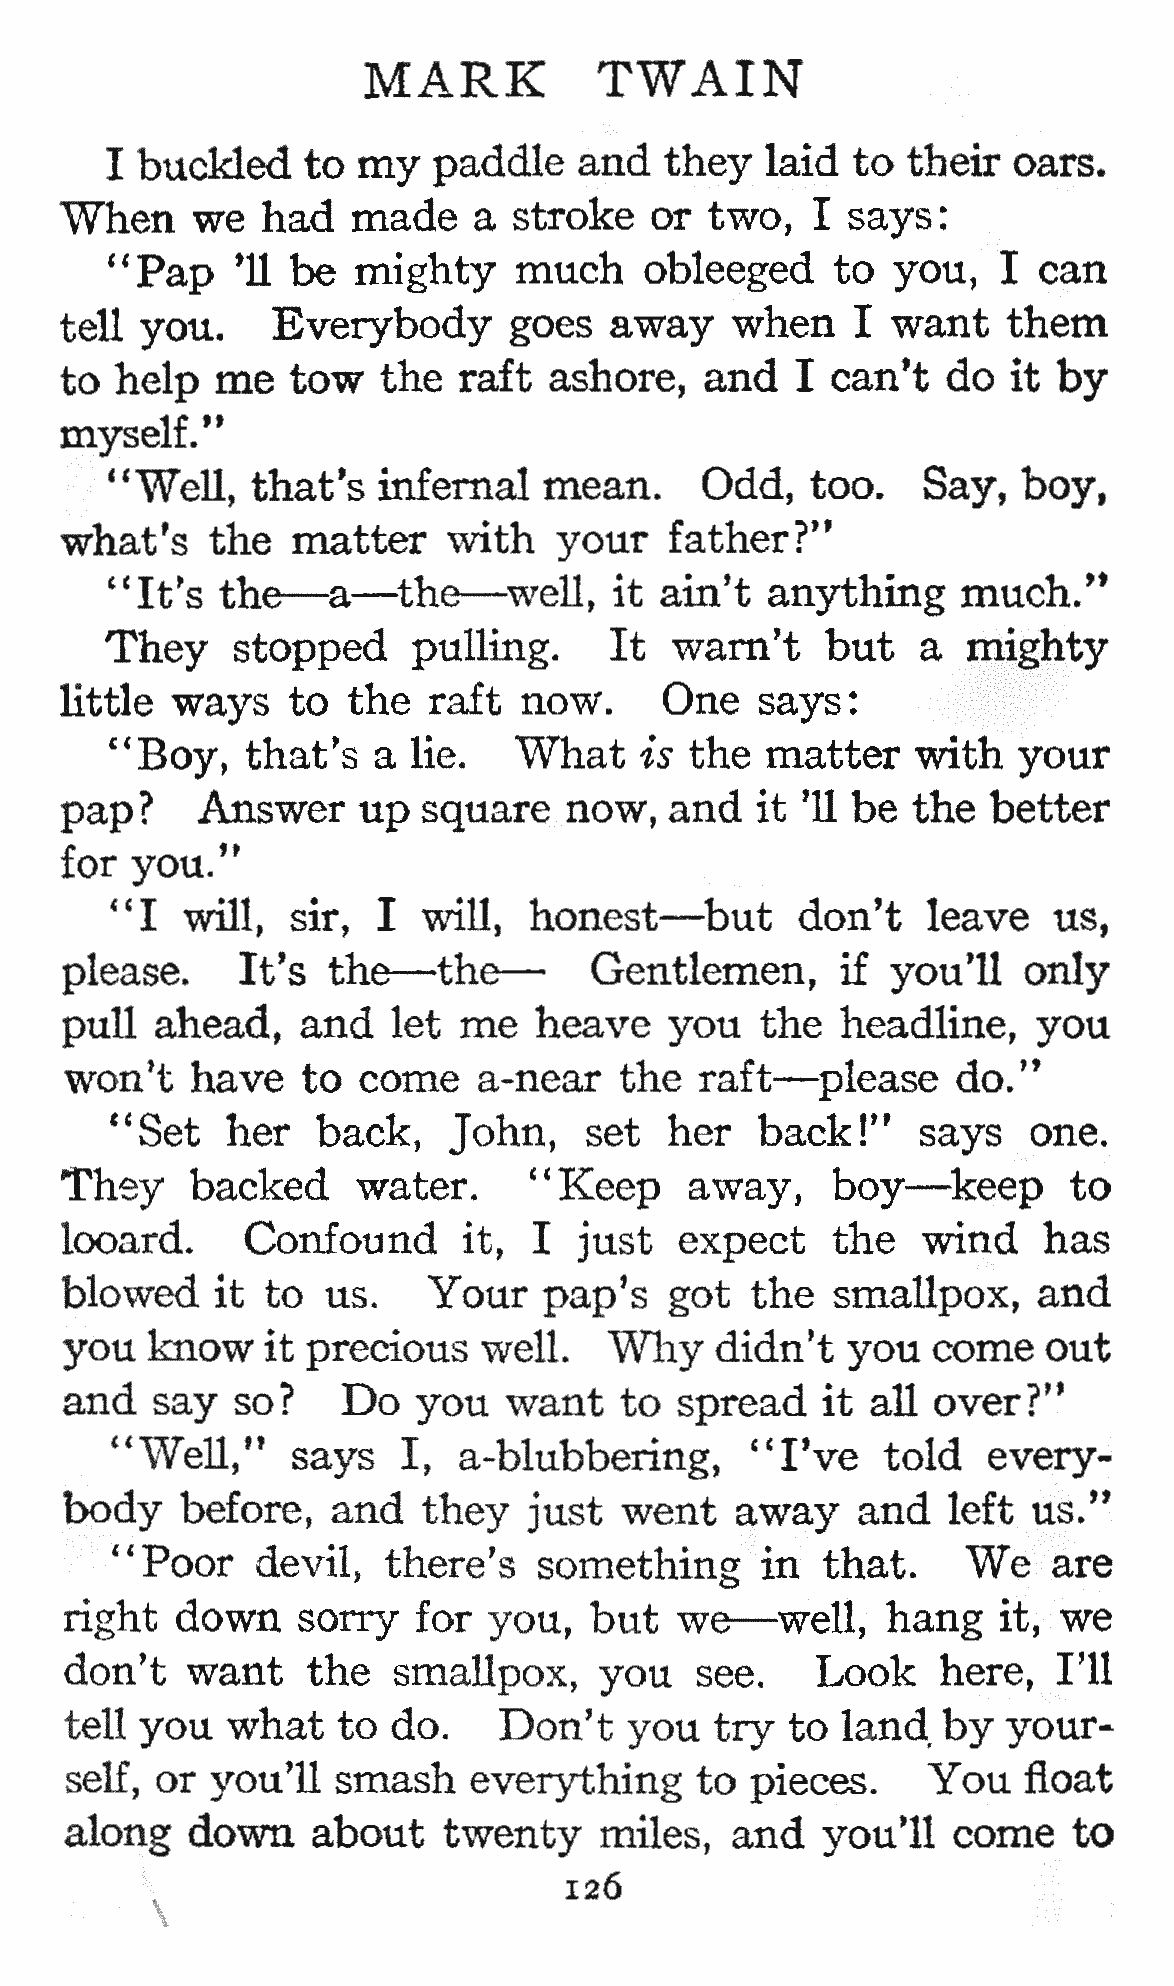 MARK TWAIN
I buckled to my paddle and they laid to their oars.
When we had made a stroke or two, I says:
“Pap ’ll be mighty much obleeged to you, I can
tell you. Everybody goes away when I want them
to help me tow the raft ashore, and I can’t do it by
myself.”
“Well, that’s infernal mean. Odd, too. Say, boy,
what’s the matter with your father?”
“It’s the—a—the—well, it ain’t anything much.”
They stopped pulling. It warn’t but a mighty
little ways to the raft now. One says:
“Boy, that’s a lie. What is the matter with your
pap? Answer up square now, and it ’ll be the better
for you.”
“I will, sir, I will, honest—but don’t leave us,
please. It’s the—the— Gentlemen, if you’ll only
pull ahead, and let me heave you the headline, you
won’t have to come a-near the raft—please do.”
“Set her back, John, set her back!” says one.
They backed water. “Keep away, boy—keep to
looard. Confound it, I just expect the wind has
blowed it to us. Your pap’s got the smallpox, and
you know it precious well. Why didn’t you come out
and say so? Do you want to spread it all over?”
“Well,” says I, a-blubbering, “I’ve told every-
body before, and they just went away and left us.”
“Poor devil, there’s something in that. We are
right down sorry for you, but we—well, hang it, we
don’t want the smallpox, you see. Look here, I’ll
tell you what to do. Don’t you try to land by your-
self, or you’ll smash everything to pieces. You float
along down about twenty miles, and you’ll come to
126